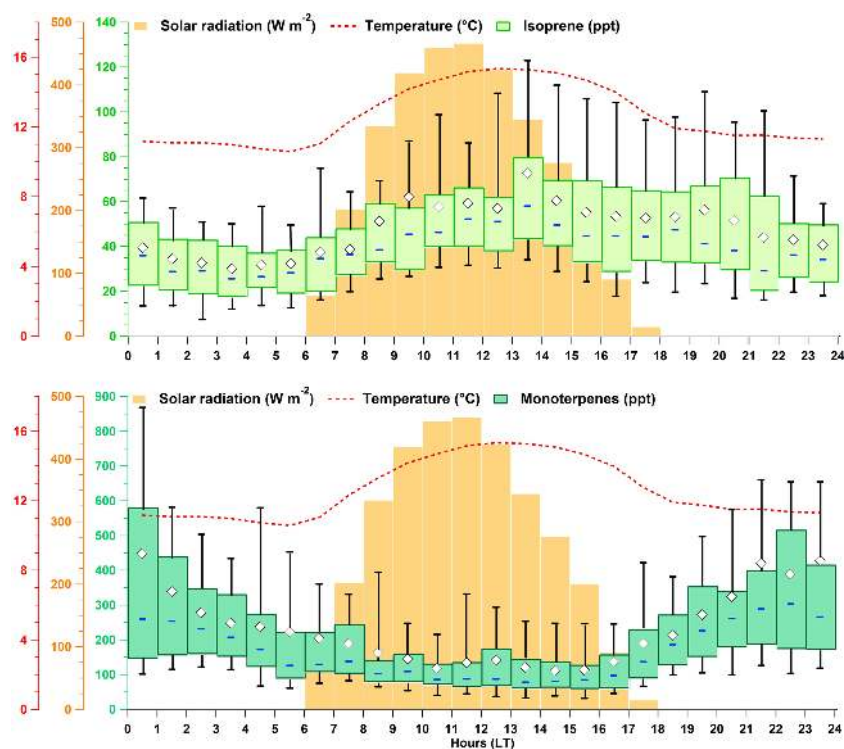 Solar radiation (W m⁻²) Temperature (°C) Isoprene (ppt)
16 12 8 4 0
500 400 300 200 100 0
140 120 100 80 60 40 20 0
0 1 2 3 4 5 6 7 8 9 10 11 12 13 14 15 16 17 18 19 20 21 22 23 24
Solar radiation (W m⁻²) Temperature (°C) Monoterpenes (ppt)
16 12 8 4 0
500 400 300 200 100 0
900 800 700 600 500 400 300 200 100 0
0 1 2 3 4 5 6 7 8 9 10 11 12 13 14 15 16 17 18 19 20 21 22 23 24
Hours (LT)